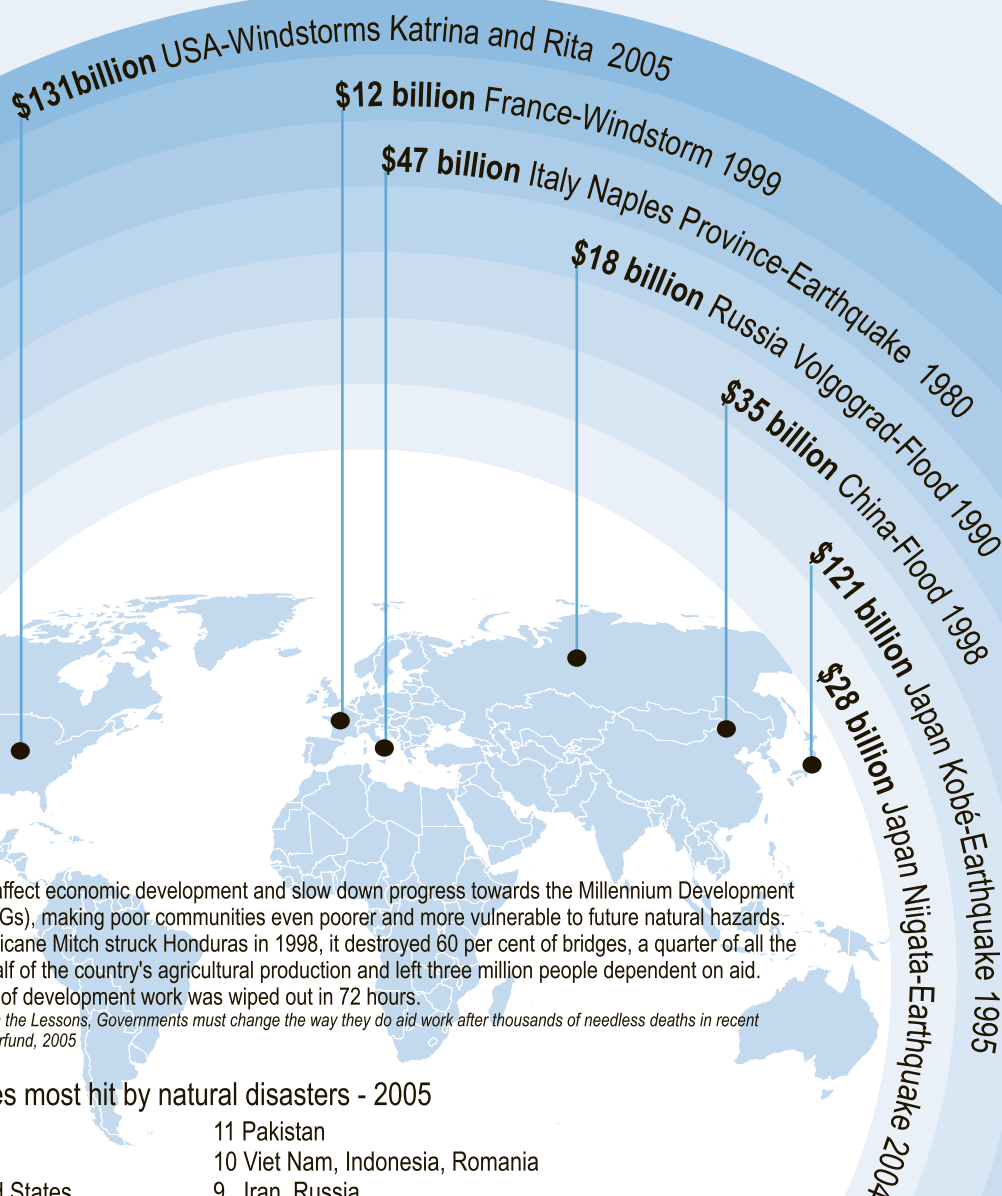 $131billion USA-Windstorms Katrina and Rita 2005
$12 billion France-Windstorm 1999
$47 billion Italy Naples Province-Earthquake 1980
$18 billion Russia Volgograd-Flood 1990
$35 billion China-Flood 1998
$121 billion Japan Kobé-Earthquake 1995
$28 billion Japan Niigata-Earthquake 2004
affect economic development and slow down progress towards the Millennium Development
Gs), making poor communities even poorer and more vulnerable to future natural hazards.
icane Mitch struck Honduras in 1998, it destroyed 60 per cent of bridges, a quarter of all the
alf of the country's agricultural production and left three million people dependent on aid.
of development work was wiped out in 72 hours.
the Lessons, Governments must change the way they do aid work after thousands of needless deaths in recent
rfund, 2005
es most hit by natural disasters - 2005
11 Pakistan
10 Viet Nam, Indonesia, Romania
d States
9 Iran, Russia